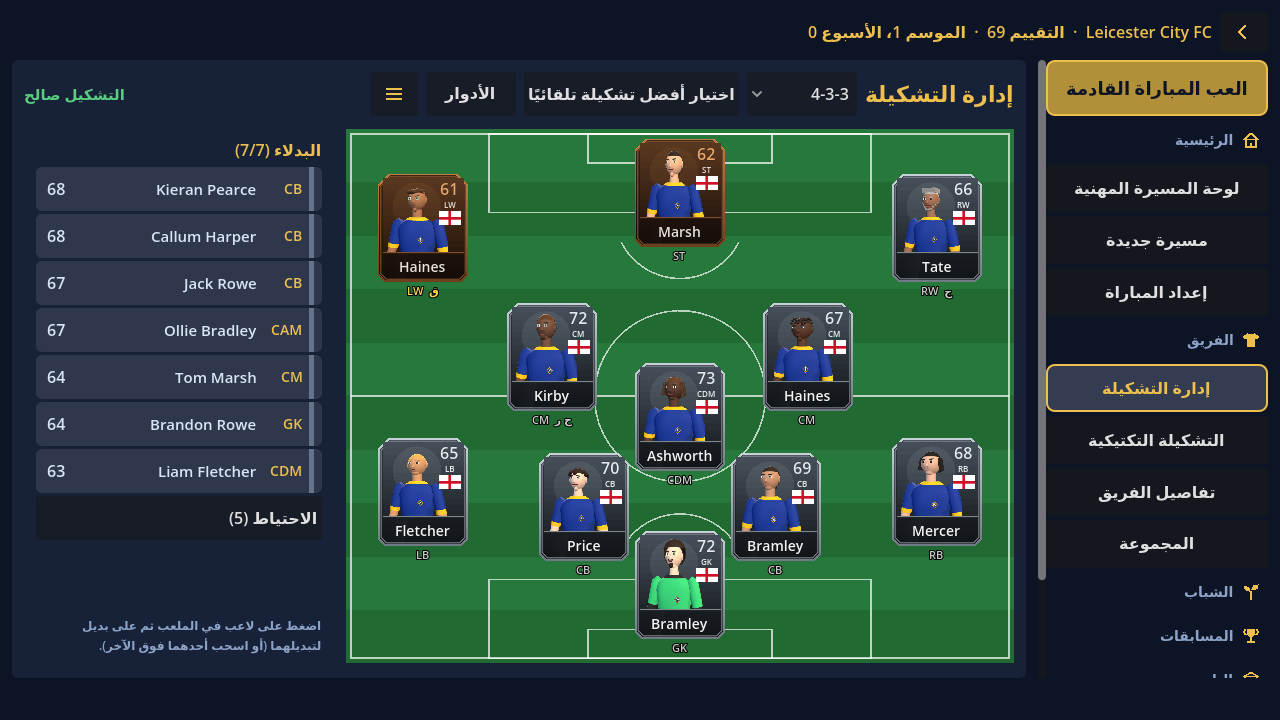 Leicester City FC · التقييم 69 · الموسم 1، الأسبوع 0
العب المباراة القادمة
الرئيسية
لوحة المسيرة المهنية
مسيرة جديدة
إعداد المباراة
الفريق
إدارة التشكيلة
التشكيلة التكتيكية
تفاصيل الفريق
المجموعة
الشباب
المسابقات
إدارة التشكيلة
4-3-3
اختيار أفضل تشكيلة تلقائيًا
الأدوار
التشكيل صالح
62
ST
Marsh
ST
66
RW
Tate
RW ج
61
LW
Haines
LW ق
67
CM
Haines
CM
72
CM
Kirby
CM ج ر
73
CDM
Ashworth
CDM
68
RB
Mercer
RB
69
CB
Bramley
CB
70
CB
Price
CB
65
LB
Fletcher
LB
72
GK
Bramley
GK
البدلاء (7/7)
CB Kieran Pearce 68
CB Callum Harper 68
CB Jack Rowe 67
CAM Ollie Bradley 67
CM Tom Marsh 64
GK Brandon Rowe 64
CDM Liam Fletcher 63
الاحتياط (5)
اضغط على لاعب في الملعب ثم على بديل
لتبديلهما (أو اسحب أحدهما فوق الآخر).